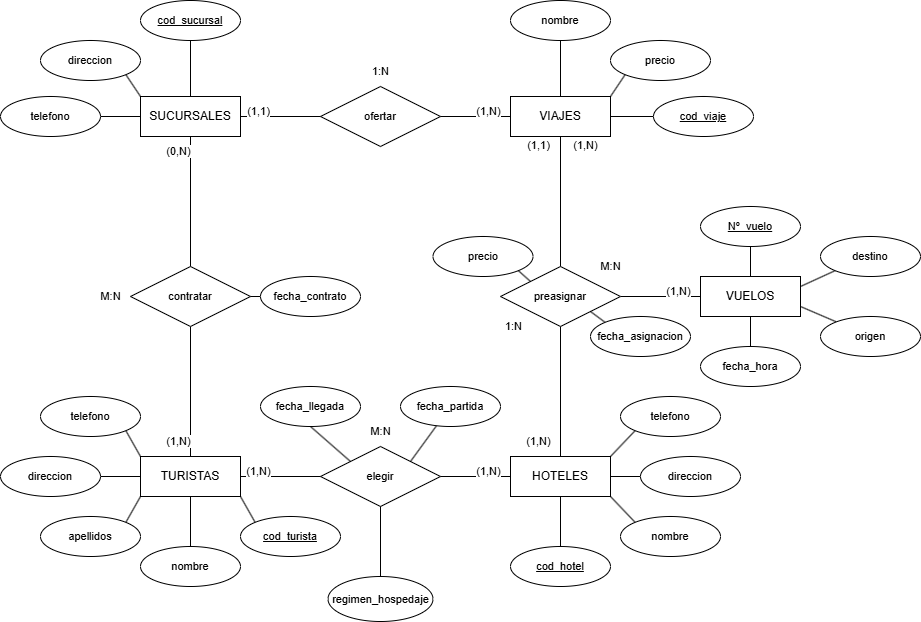 cod_sucursal
nombre
direccion
precio
1:N
telefono
SUCURSALES
(1,1)
ofertar
(1,N)
VIAJES
cod_viaje
(0,N)
(1,1)
(1,N)
Nº_vuelo
precio
destino
M:N
M:N
contratar
fecha_contrato
preasignar
(1,N)
VUELOS
1:N
fecha_asignacion
origen
fecha_hora
telefono
fecha_llegada
fecha_partida
telefono
M:N
(1,N)
(1,N)
direccion
TURISTAS
(1,N)
elegir
(1,N)
HOTELES
direccion
apellidos
cod_turista
nombre
nombre
cod_hotel
regimen_hospedaje